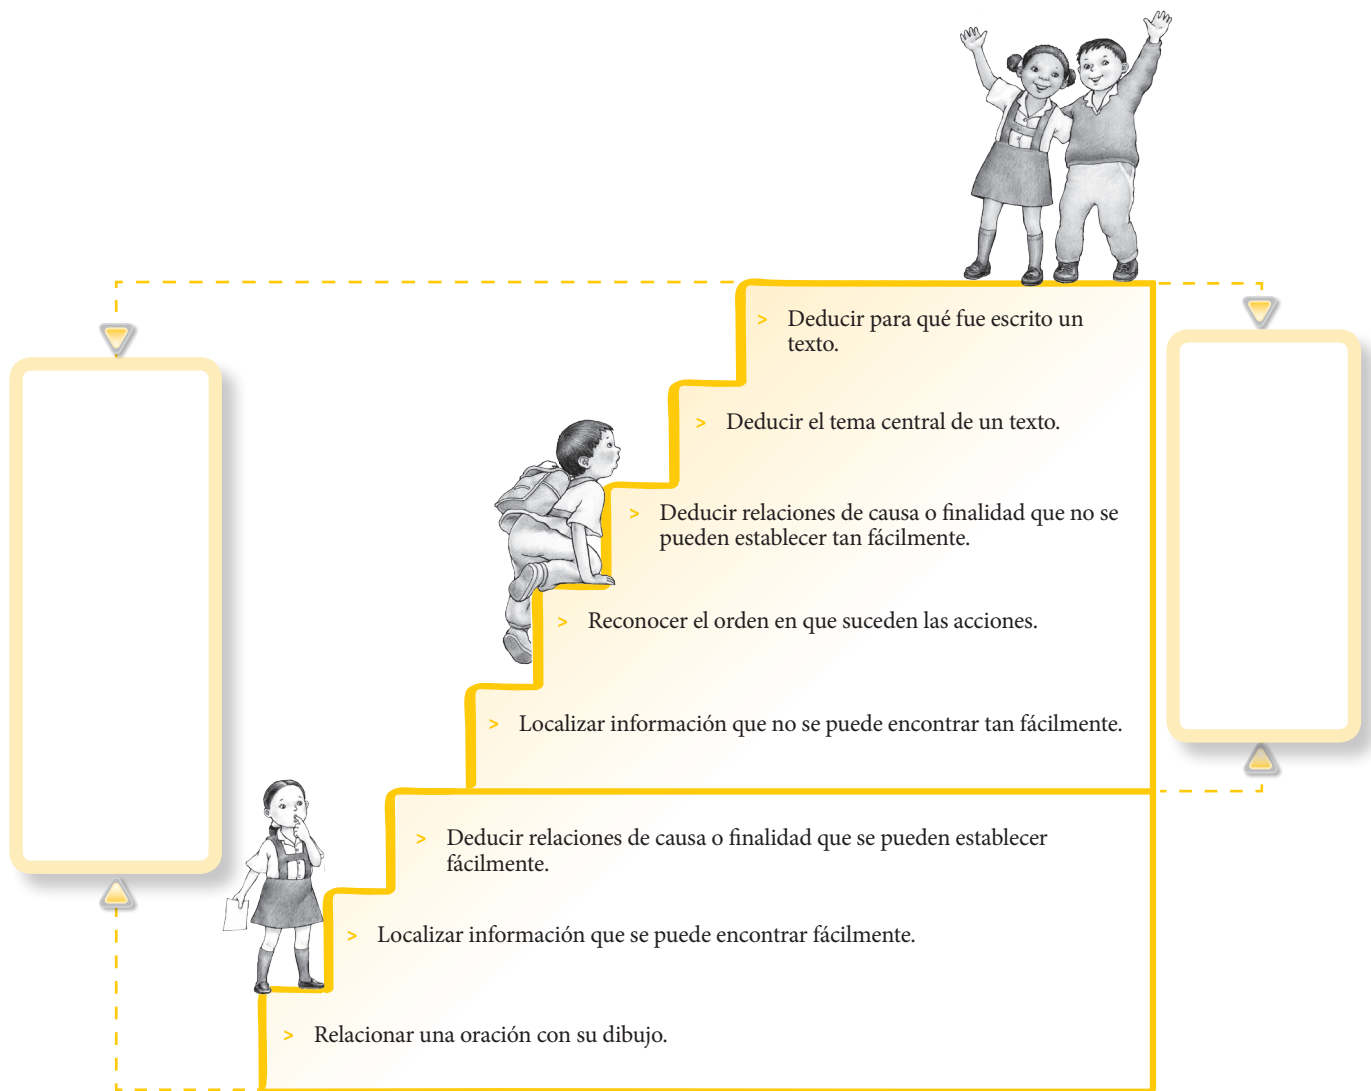 > Deducir para qué fue escrito un
texto.
> Deducir el tema central de un texto.
> Deducir relaciones de causa o finalidad que no se
pueden establecer tan fácilmente.
> Reconocer el orden en que suceden las acciones.
> Localizar información que no se puede encontrar tan fácilmente.
> Deducir relaciones de causa o finalidad que se pueden establecer
fácilmente.
> Localizar información que se puede encontrar fácilmente.
> Relacionar una oración con su dibujo.